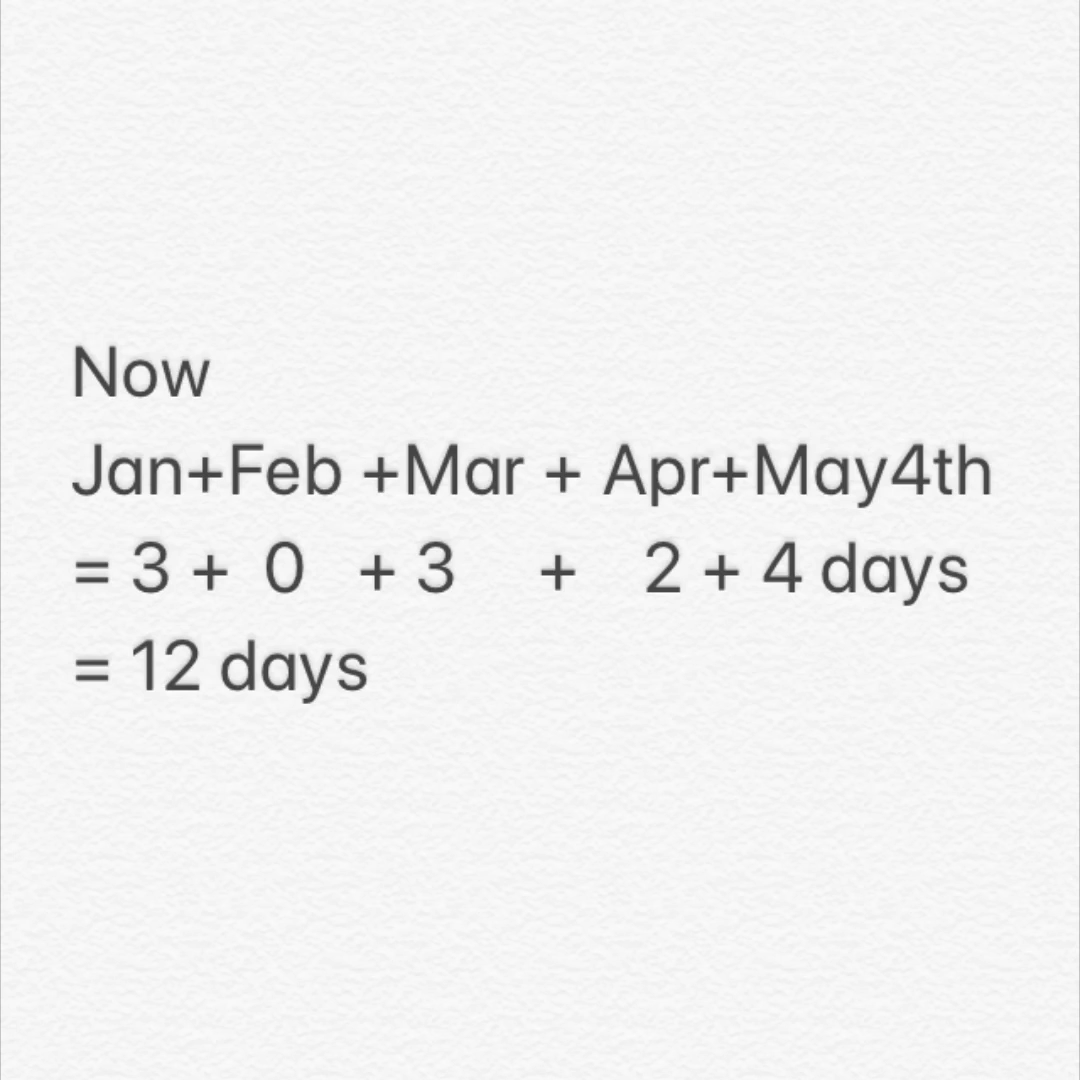 Now
Jan+Feb +Mar + Apr+May4th
= 3 +  0   + 3     +    2 + 4 days
= 12 days